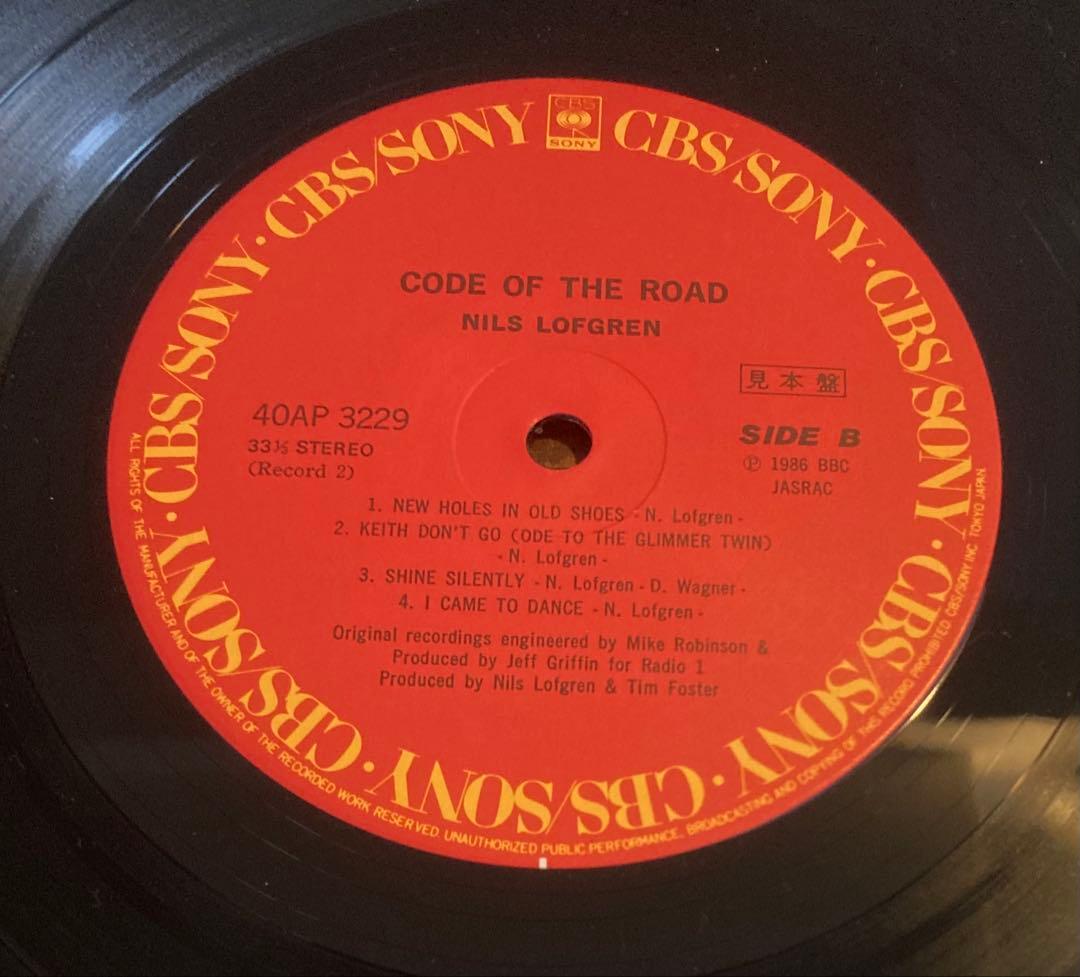 CBS/SONY · CBS/SONY · CBS/SONY · CBS/SONY · CBS/SONY · CBS/SONY · CBS/SONY · CBS/SONY
CBS
SONY
CODE OF THE ROAD
NILS LOFGREN
見本盤
40AP 3229
SIDE B
33⅓ STEREO
℗ 1986 BBC
(Record 2)
JASRAC
1. NEW HOLES IN OLD SHOES - N. Lofgren -
2. KEITH DON'T GO (ODE TO THE GLIMMER TWIN)
- N. Lofgren -
3. SHINE SILENTLY - N. Lofgren - D. Wagner -
4. I CAME TO DANCE - N. Lofgren -
Original recordings engineered by Mike Robinson &
Produced by Jeff Griffin for Radio 1
Produced by Nils Lofgren & Tim Foster
ALL RIGHTS OF THE MANUFACTURER AND OF THE OWNER OF THE RECORDED WORK RESERVED. UNAUTHORIZED PUBLIC PERFORMANCE, BROADCASTING AND COPYING OF THIS RECORD PROHIBITED CBS/SONY INC TOKYO JAPAN.